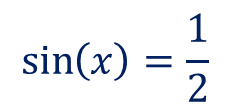 sin(x) = 1/2